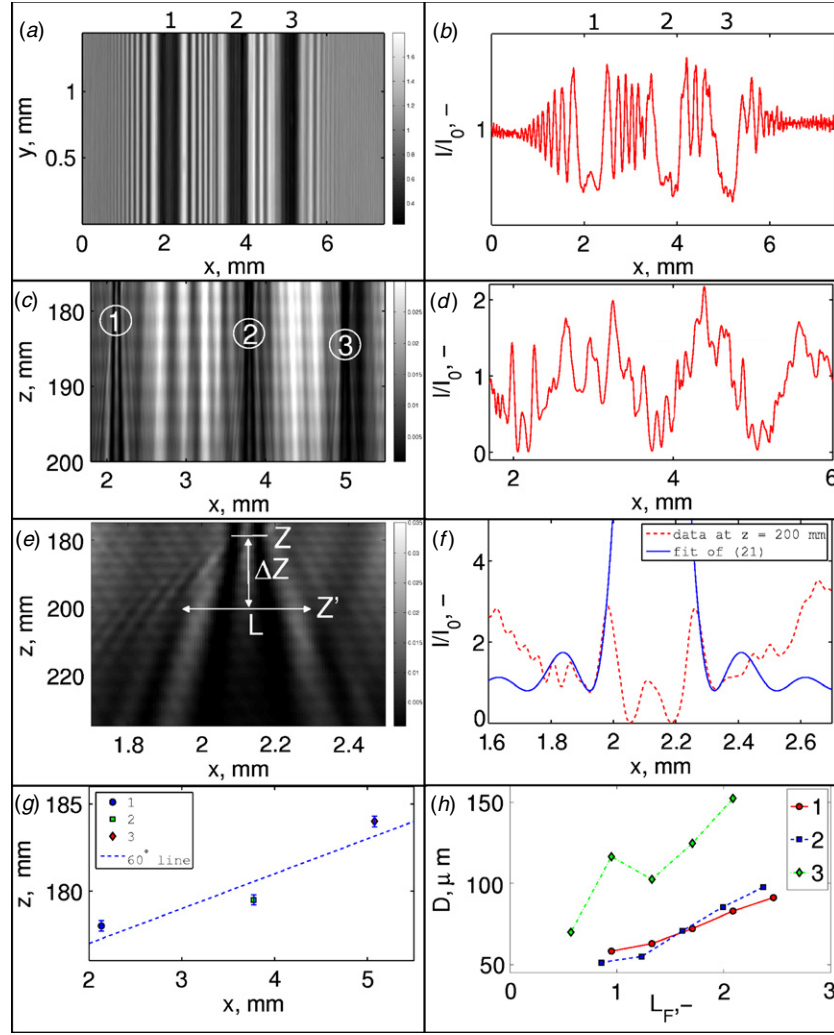 (a)
1 2 3
y, mm
1
0.5
0 2 4 6
x, mm
1.6
1.4
1.2
1
0.8
0.6
0.4
(b)
1 2 3
I/I0, –
1
0 2 4 6
x, mm
(c)
1
2
3
z, mm
180
190
200
2 3 4 5
x, mm
0.025
0.02
0.015
0.01
0.005
(d)
I/I0, –
2
1
0
2 4 6
x, mm
(e)
Z
ΔZ
Z'
L
z, mm
180
200
220
1.8 2 2.2 2.4
x, mm
0.035
0.03
0.025
0.02
0.015
0.01
0.005
(f)
data at z = 200 mm
fit of (21)
I/I0, –
4
2
0
1.6 1.8 2 2.2 2.4 2.6
x, mm
(g)
1
2
3
60° line
z, mm
185
180
2 3 4 5
x, mm
(h)
1
2
3
D, μ m
150
100
50
0 1 2 3
LF,–